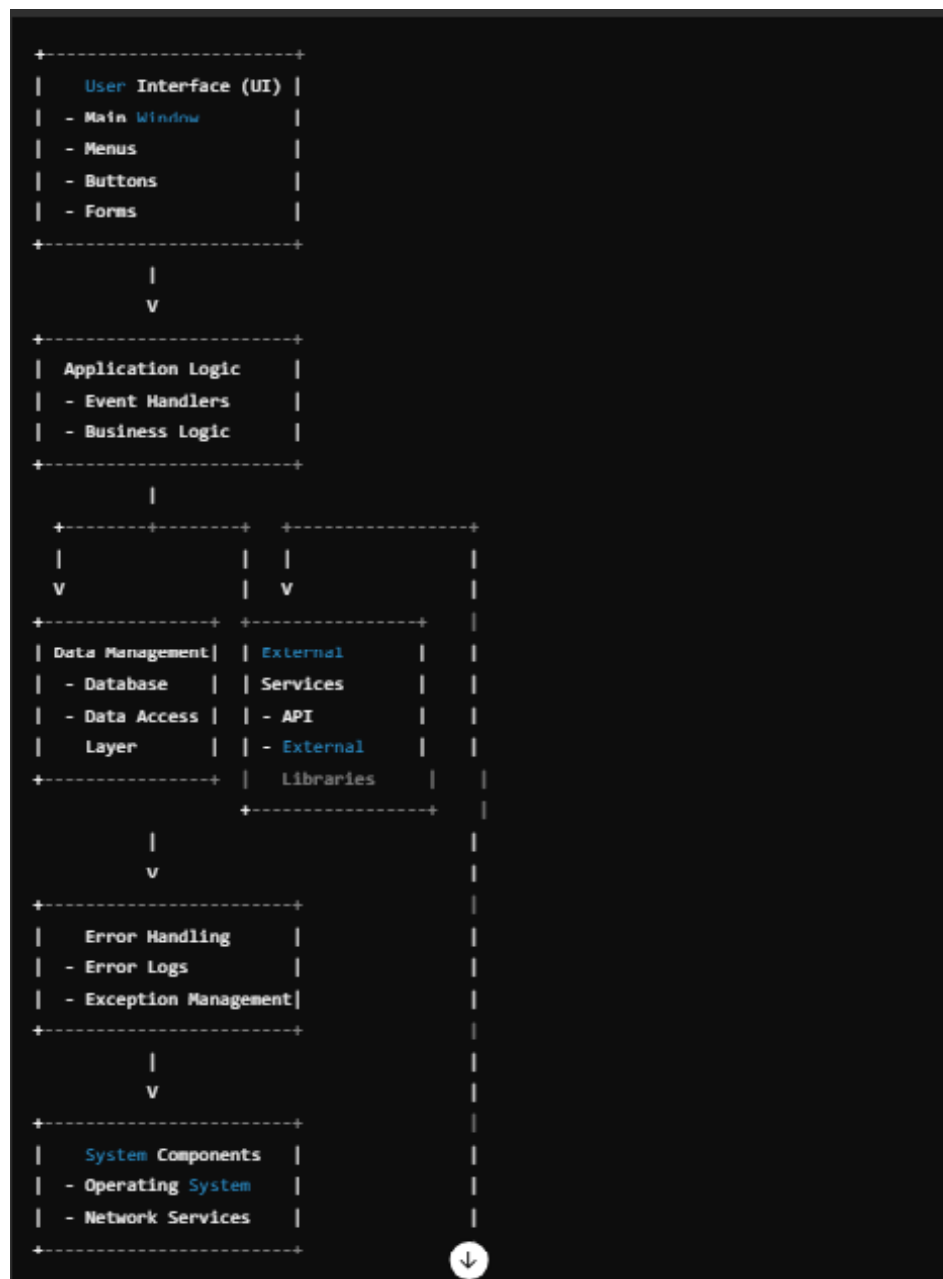 User Interface (UI)
- Main Window
- Menus
- Buttons
- Forms
V
Application Logic
- Event Handlers
- Business Logic
V V
Data Management External
- Database Services
- Data Access - API
Layer - External
Libraries
V
Error Handling
- Error Logs
- Exception Management
V
System Components
- Operating System
- Network Services